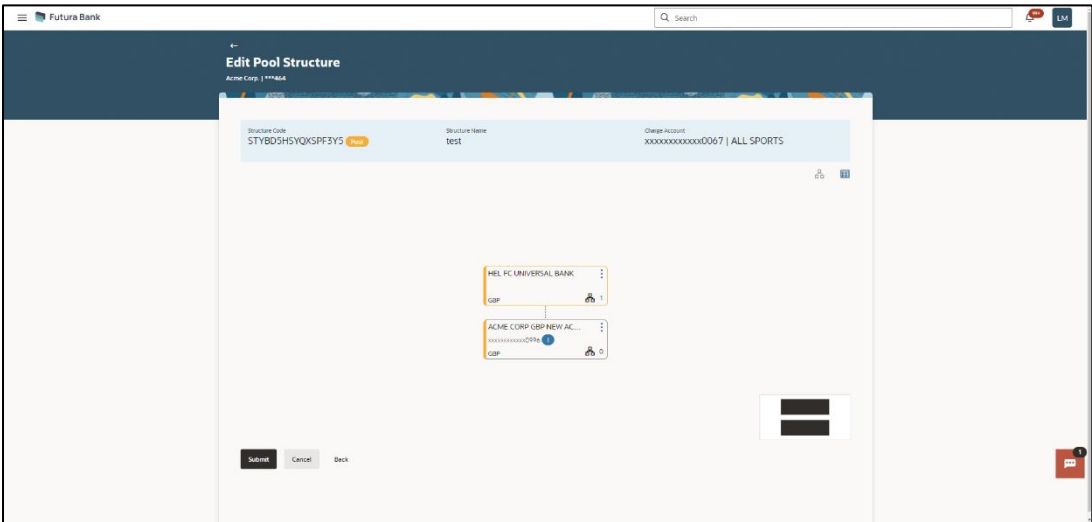 Futura Bank
Search
LM
Edit Pool Structure
Acme Corp. | ***464
Structure Code
Structure Name
Charge Account
STYBD5HSYQXSPF3Y5 Pool
test
xxxxxxxxxxxx0067 | ALL SPORTS
HEL FC UNIVERSAL BANK
GBP
1
ACME CORP GBP NEW AC...
xxxxxxxxxxxx0996 i
GBP
0
Submit
Cancel
Back
1